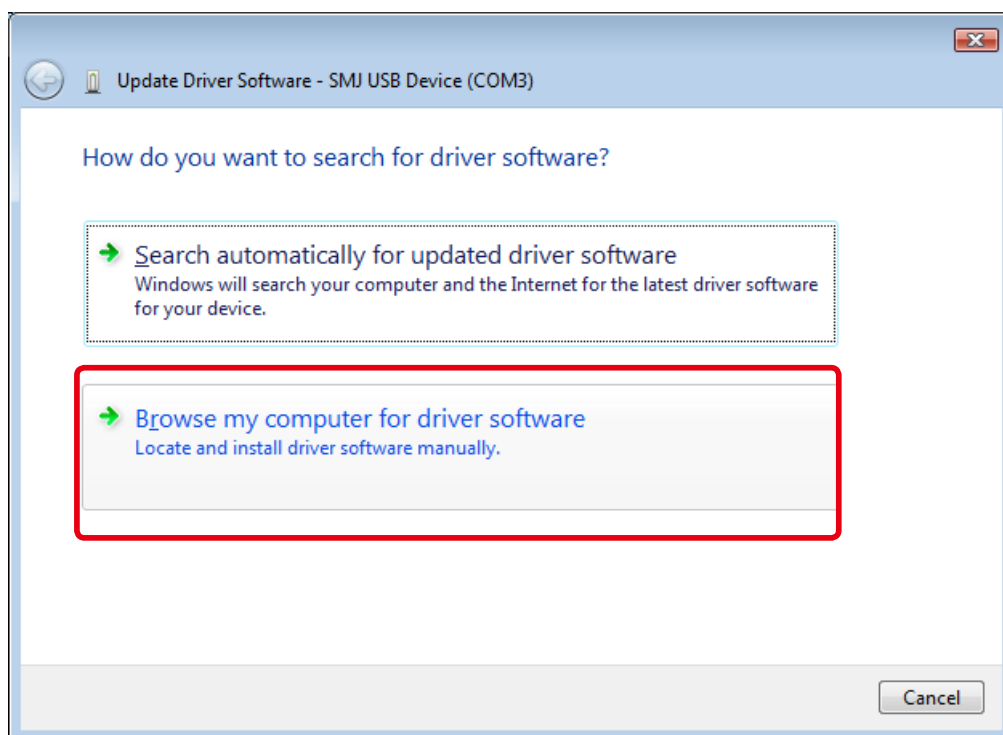 Update Driver Software - SMJ USB Device (COM3)
How do you want to search for driver software?
Search automatically for updated driver software
Windows will search your computer and the Internet for the latest driver software
for your device.
Browse my computer for driver software
Locate and install driver software manually.
Cancel